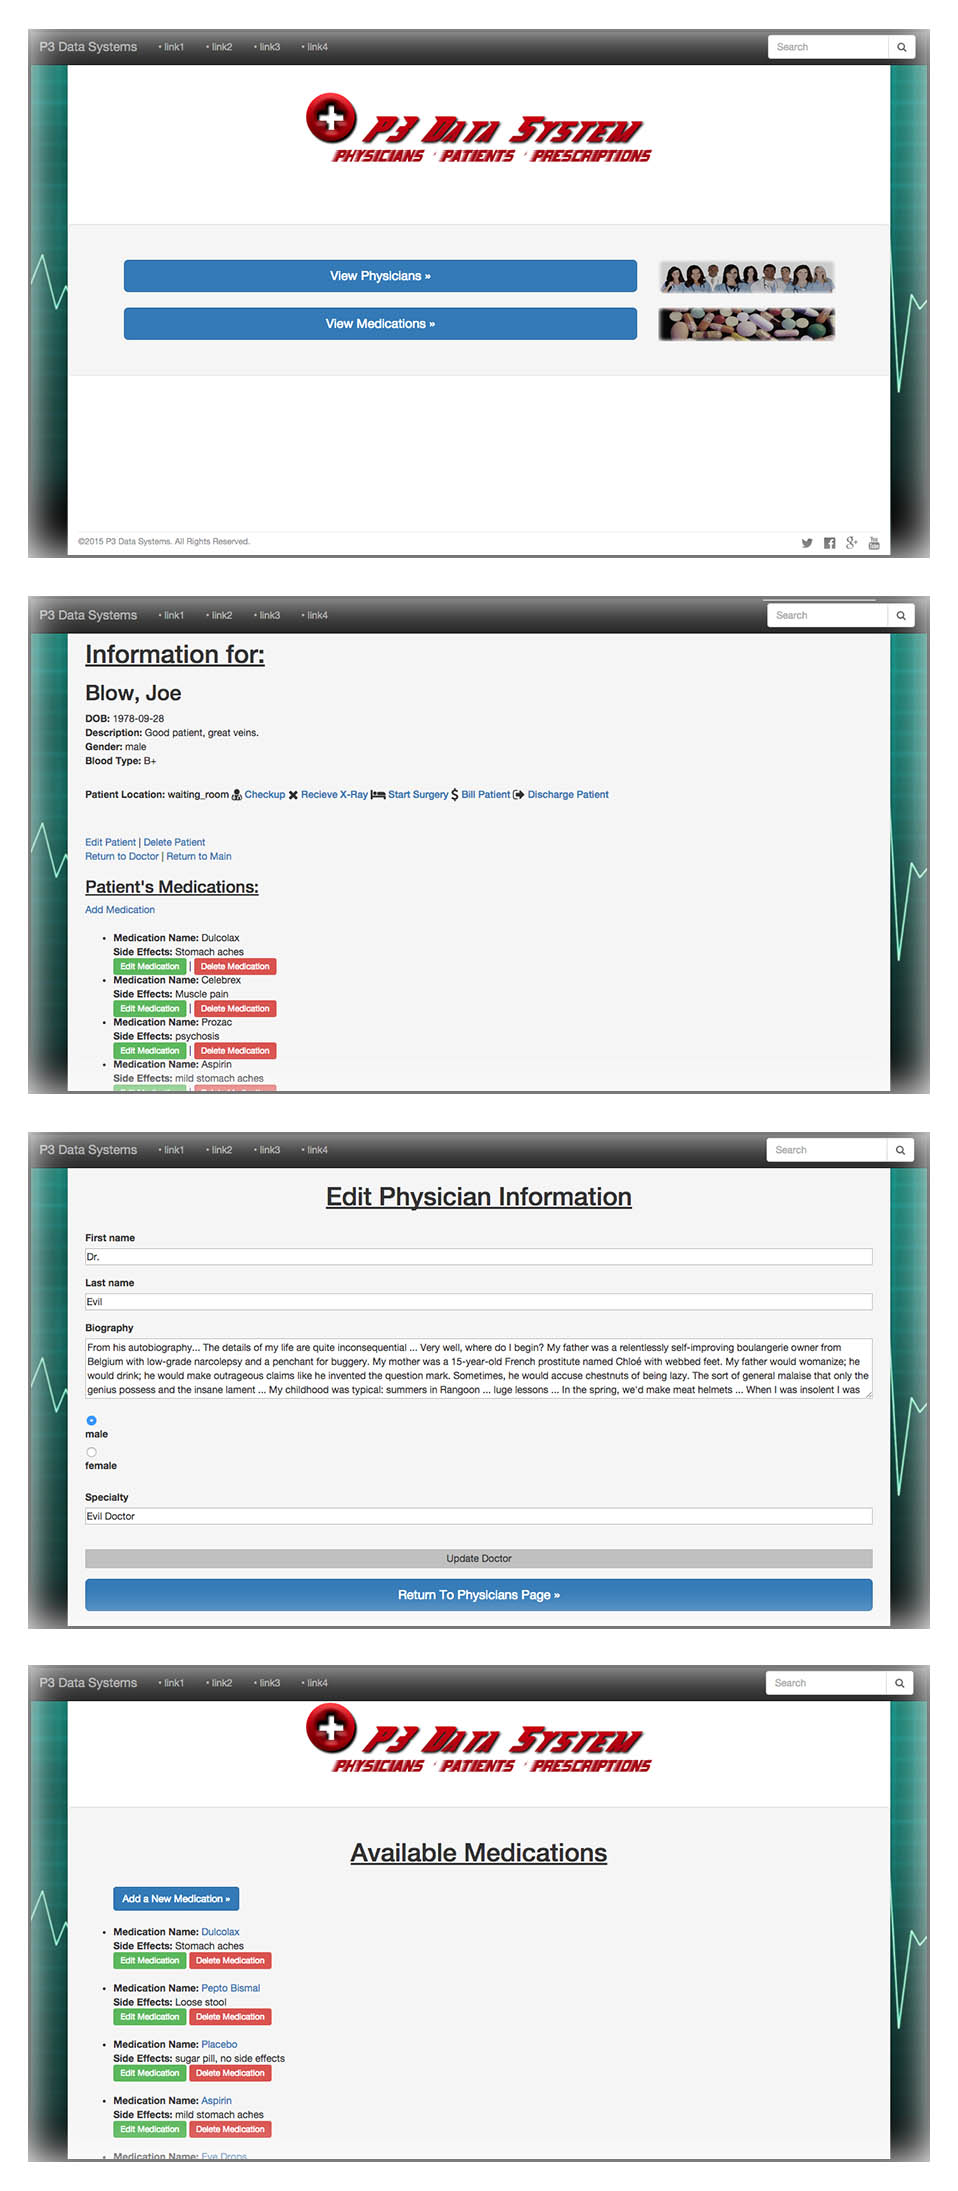 P3 Data Systems • link1 • link2 • link3 • link4 Search
P3 Data System
Physicians · Patients · Prescriptions
View Physicians »
View Medications »
©2015 P3 Data Systems. All Rights Reserved.
P3 Data Systems • link1 • link2 • link3 • link4 Search
Information for:
Blow, Joe
DOB: 1978-09-28
Description: Good patient, great veins.
Gender: male
Blood Type: B+
Patient Location: waiting_room Checkup Recieve X-Ray Start Surgery Bill Patient Discharge Patient
Edit Patient | Delete Patient
Return to Doctor | Return to Main
Patient's Medications:
Add Medication
• Medication Name: Dulcolax
Side Effects: Stomach aches
Edit Medication | Delete Medication
• Medication Name: Celebrex
Side Effects: Muscle pain
Edit Medication | Delete Medication
• Medication Name: Prozac
Side Effects: psychosis
Edit Medication | Delete Medication
• Medication Name: Aspirin
Side Effects: mild stomach aches
P3 Data Systems • link1 • link2 • link3 • link4 Search
Edit Physician Information
First name
Dr.
Last name
Evil
Biography
From his autobiography... The details of my life are quite inconsequential ... Very well, where do I begin? My father was a relentlessly self-improving boulangerie owner from
Belgium with low-grade narcolepsy and a penchant for buggery. My mother was a 15-year-old French prostitute named Chloé with webbed feet. My father would womanize; he
would drink; he would make outrageous claims like he invented the question mark. Sometimes, he would accuse chestnuts of being lazy. The sort of general malaise that only the
genius possess and the insane lament ... My childhood was typical: summers in Rangoon ... luge lessons ... In the spring, we'd make meat helmets ... When I was insolent I was
male
female
Specialty
Evil Doctor
Update Doctor
Return To Physicians Page »
P3 Data Systems • link1 • link2 • link3 • link4 Search
P3 Data System
Physicians · Patients · Prescriptions
Available Medications
Add a New Medication »
• Medication Name: Dulcolax
Side Effects: Stomach aches
Edit Medication Delete Medication
• Medication Name: Pepto Bismal
Side Effects: Loose stool
Edit Medication Delete Medication
• Medication Name: Placebo
Side Effects: sugar pill, no side effects
Edit Medication Delete Medication
• Medication Name: Aspirin
Side Effects: mild stomach aches
Edit Medication Delete Medication
• Medication Name: Eye Drops